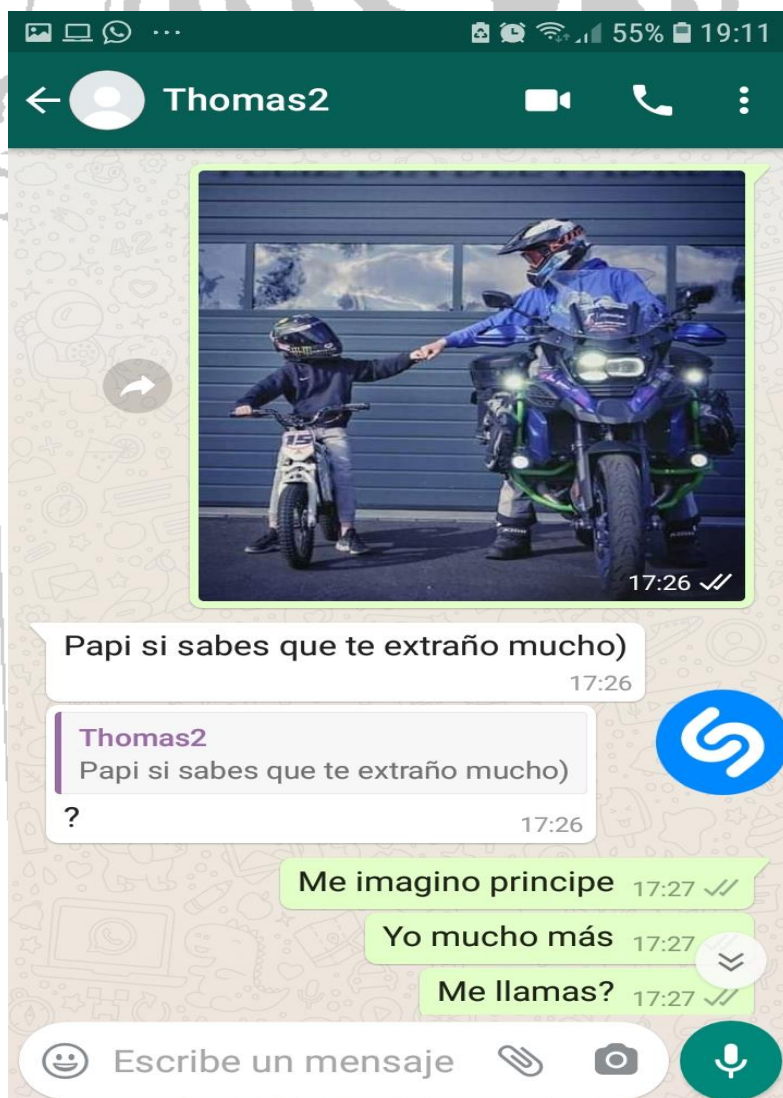 55% 19:11
Thomas2
15
17:26
Papi si sabes que te extraño mucho)
17:26
Thomas2
Papi si sabes que te extraño mucho)
?
17:26
Me imagino principe 17:27
Yo mucho más 17:27
Me llamas? 17:27
Escribe un mensaje